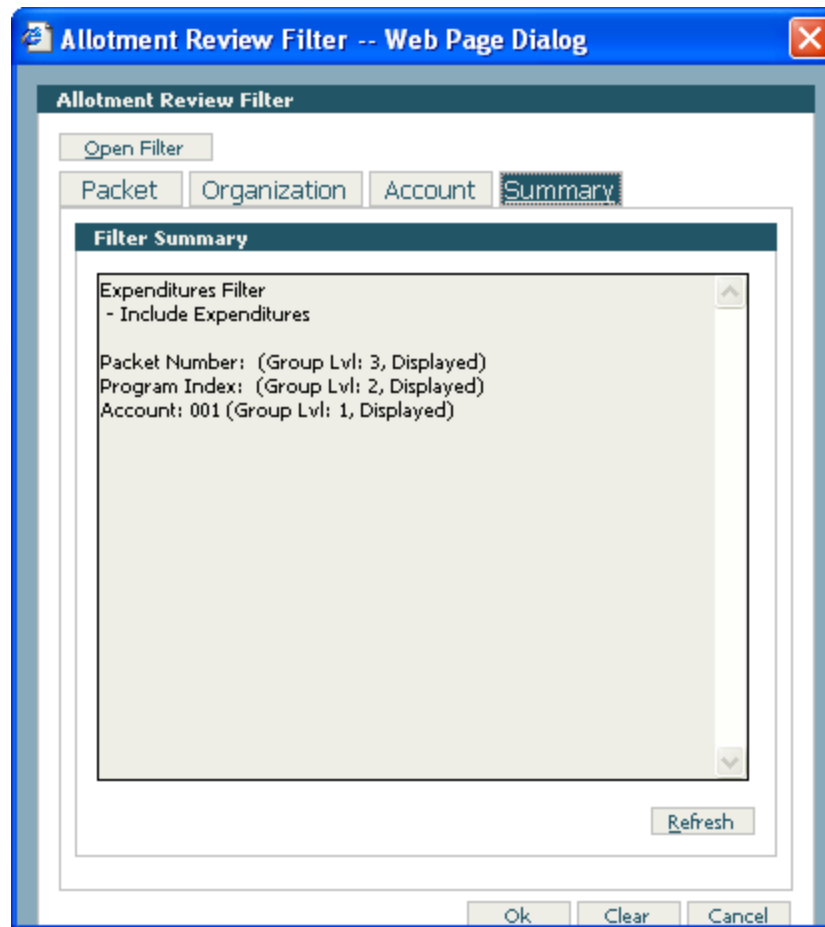 Allotment Review Filter -- Web Page Dialog
Allotment Review Filter
Open Filter
Packet Organization Account Summary
Filter Summary
Expenditures Filter
- Include Expenditures
Packet Number: (Group Lvl: 3, Displayed)
Program Index: (Group Lvl: 2, Displayed)
Account: 001 (Group Lvl: 1, Displayed)
Refresh
Ok Clear Cancel